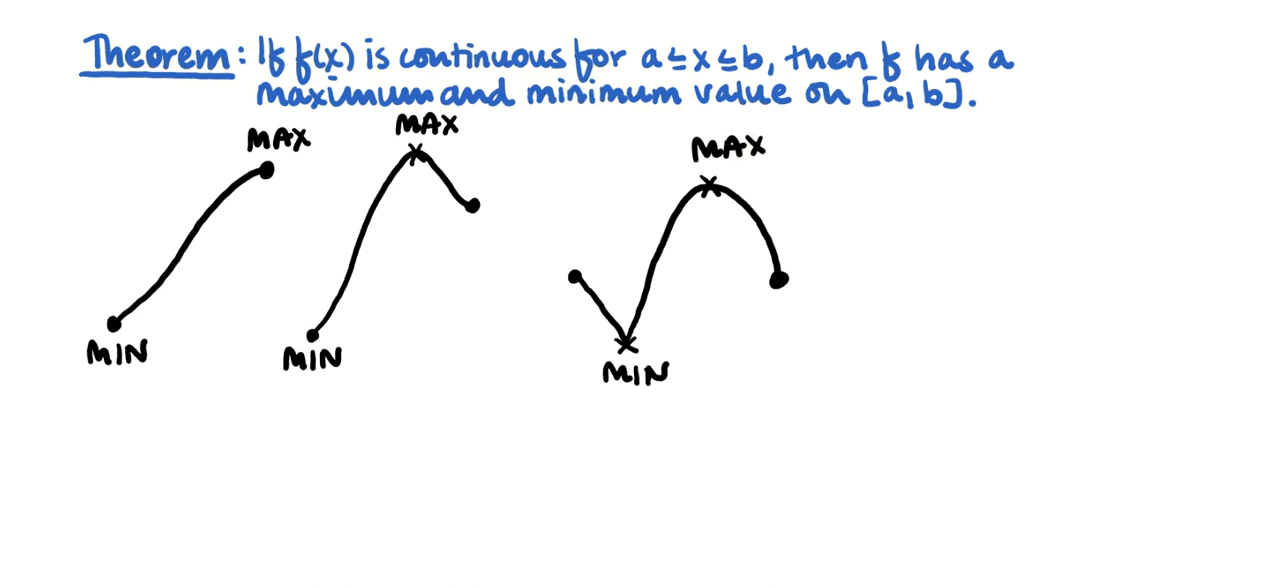 Theorem: If f(x) is continuous for a ≤ x ≤ b, then f has a
maximum and minimum value on [a, b].
MAX
MAX
MAX
MIN
MIN
MIN